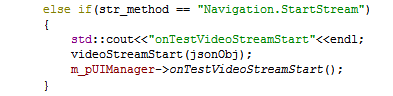 else if(str_method == "Navigation.StartStream")
{
std::cout<<"onTestVideoStreamStart"<<endl;
videoStreamStart(jsonObj);
m_pUIManager->onTestVideoStreamStart();
}